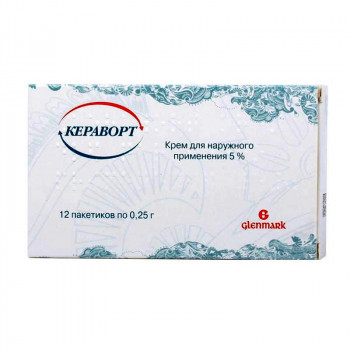 КЕРАВОРТ
Крем для наружного
применения 5 %
12 пакетиков по 0,25 г
G
Glenmark